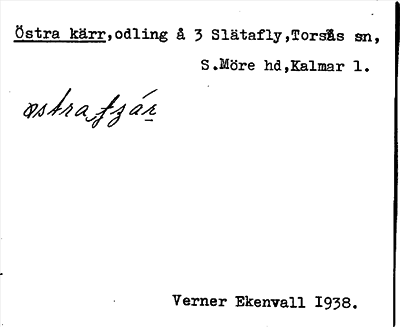 Östra kärr,odling å 3 Slätafly,Torsås sn,
S.Möre hd,Kalmar l.
Verner Ekenvall 1938.